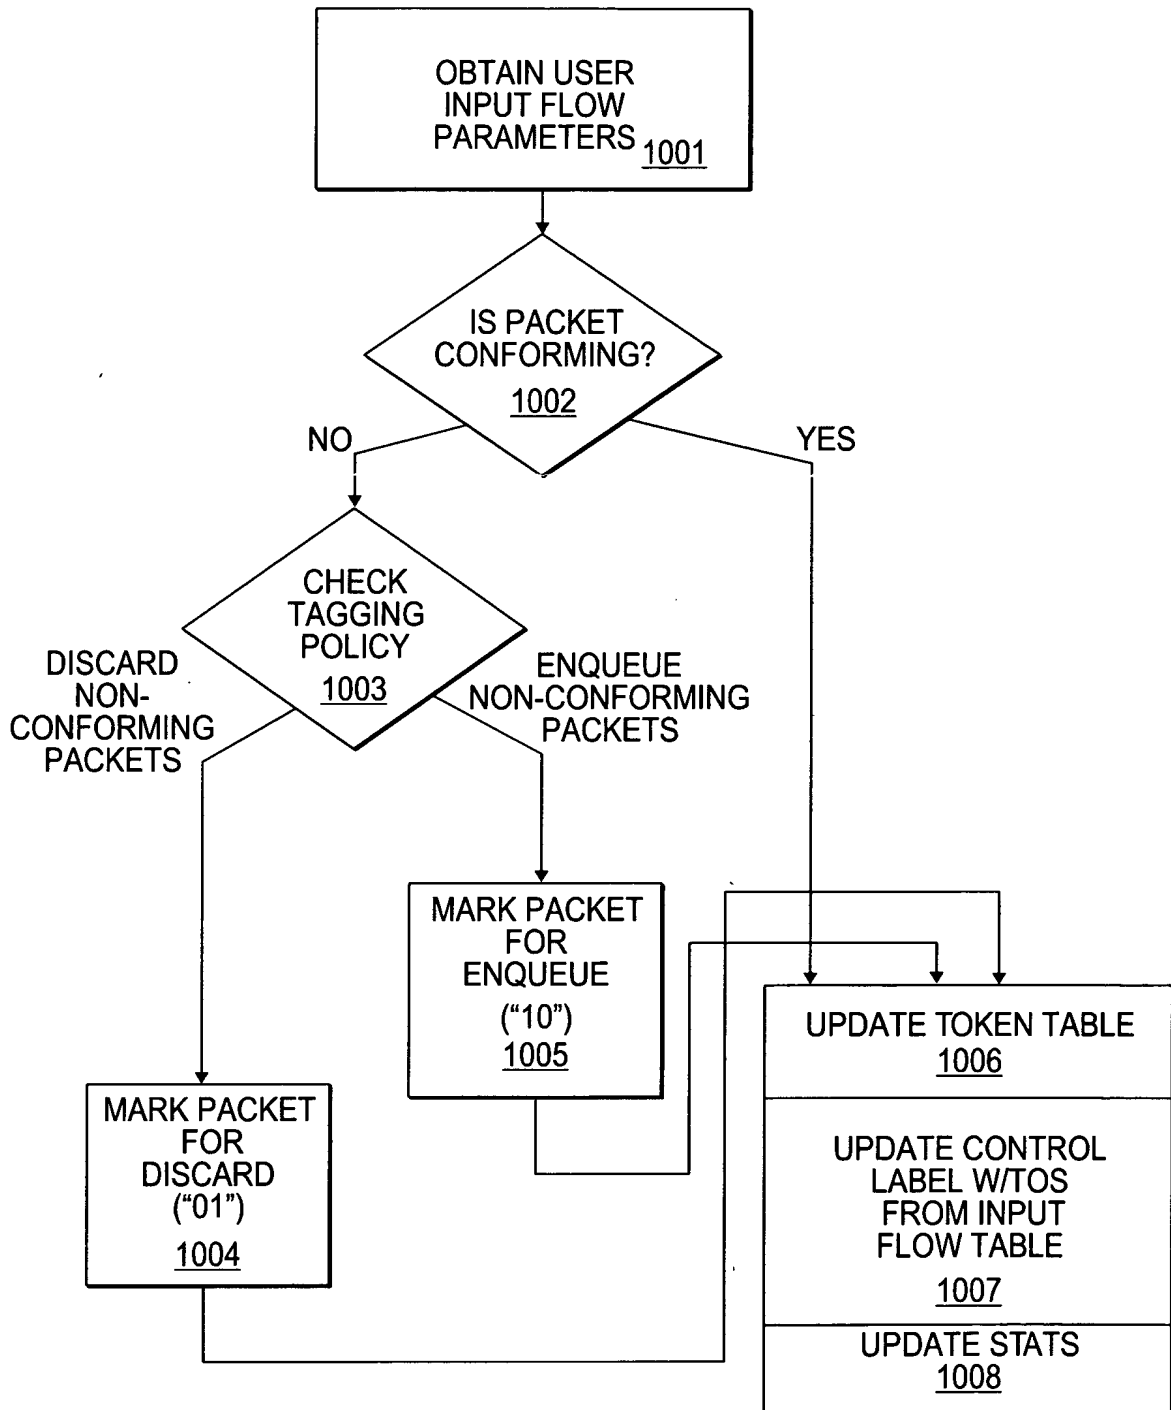 OBTAIN USER
INPUT FLOW
PARAMETERS 1001
IS PACKET
CONFORMING?
1002
NO
YES
CHECK
TAGGING
POLICY
1003
DISCARD
NON-
CONFORMING
PACKETS
ENQUEUE
NON-CONFORMING
PACKETS
MARK PACKET
FOR
ENQUEUE
(“10”)
1005
MARK PACKET
FOR
DISCARD
(“01”)
1004
UPDATE TOKEN TABLE
1006
UPDATE CONTROL
LABEL W/TOS
FROM INPUT
FLOW TABLE
1007
UPDATE STATS
1008